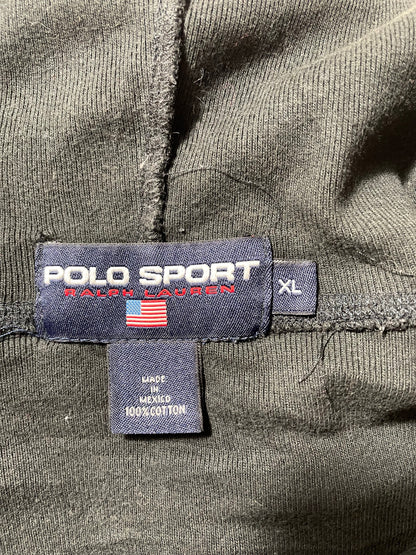 POLO SPORT
RALPH LAUREN
XL
MADE
IN
MEXICO
100% COTTON